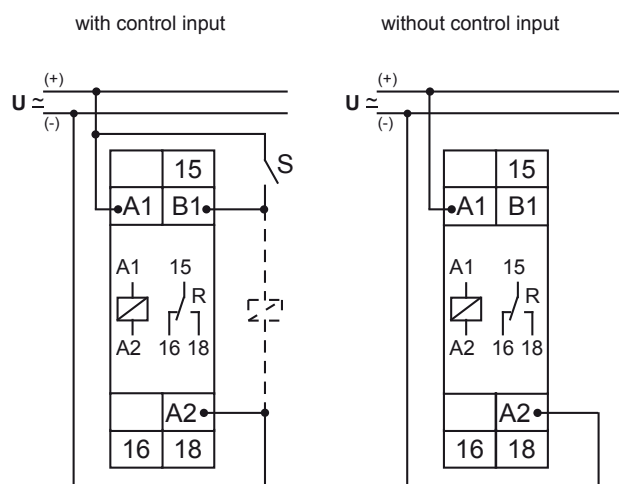 with control input
without control input
(+)
U ≃
(-)
S
15
A1 B1
A1 15
R
A2 16 18
A2
16 18
(+)
U ≃
(-)
15
A1 B1
A1 15
R
A2 16 18
A2
16 18